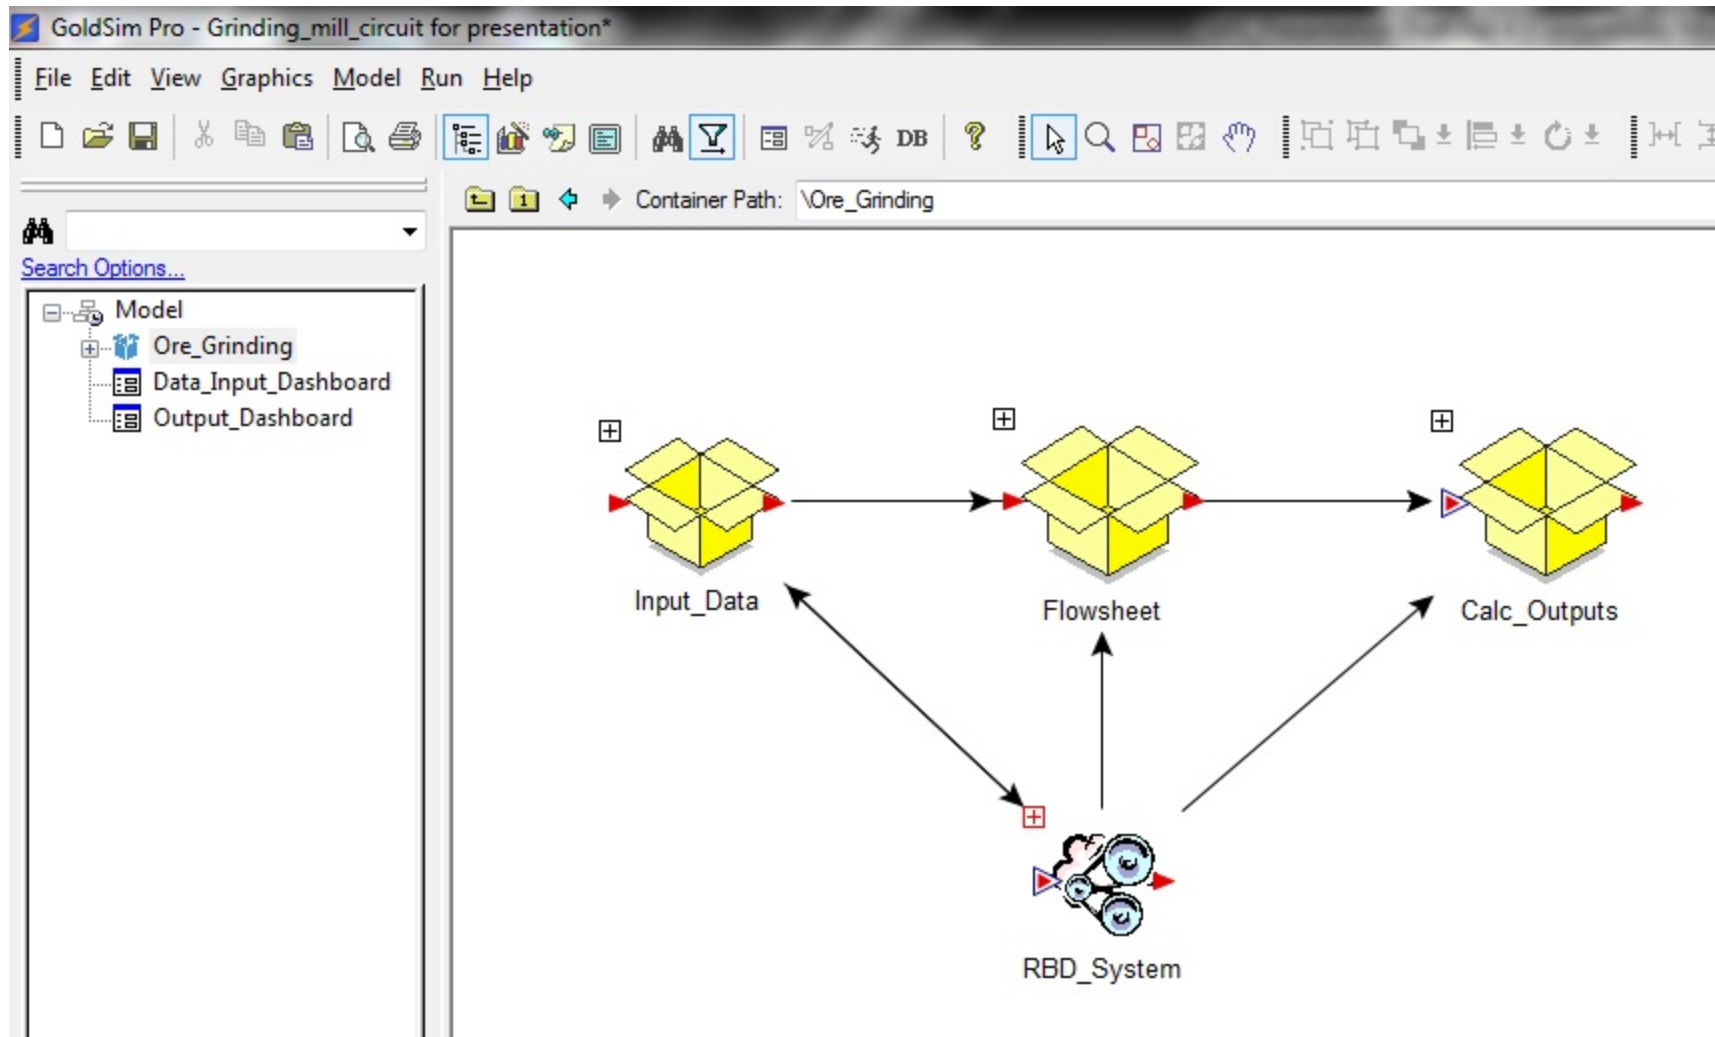 GoldSim Pro - Grinding_mill_circuit for presentation*
File Edit View Graphics Model Run Help
DB
1 Container Path: \Ore_Grinding
Search Options...
Model
Ore_Grinding
Data_Input_Dashboard
Output_Dashboard
Input_Data
Flowsheet
Calc_Outputs
RBD_System